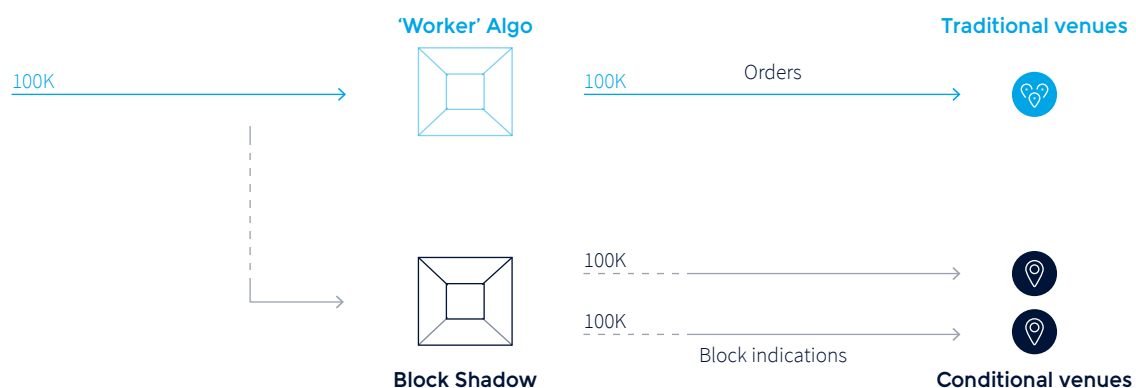 ‘Worker’ Algo
Traditional venues
100K
100K
Orders
100K
100K
Block indications
Block Shadow
Conditional venues